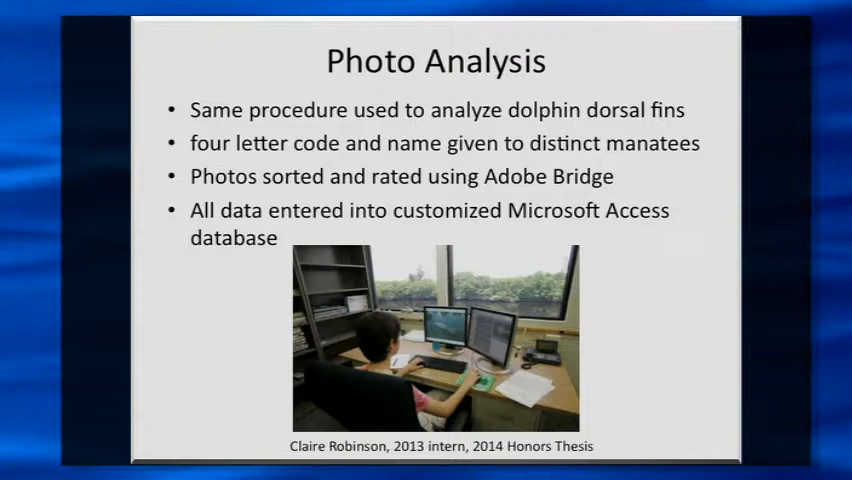 Photo Analysis
• Same procedure used to analyze dolphin dorsal fins
• four letter code and name given to distinct manatees
• Photos sorted and rated using Adobe Bridge
• All data entered into customized Microsoft Access
database
Claire Robinson, 2013 intern, 2014 Honors Thesis